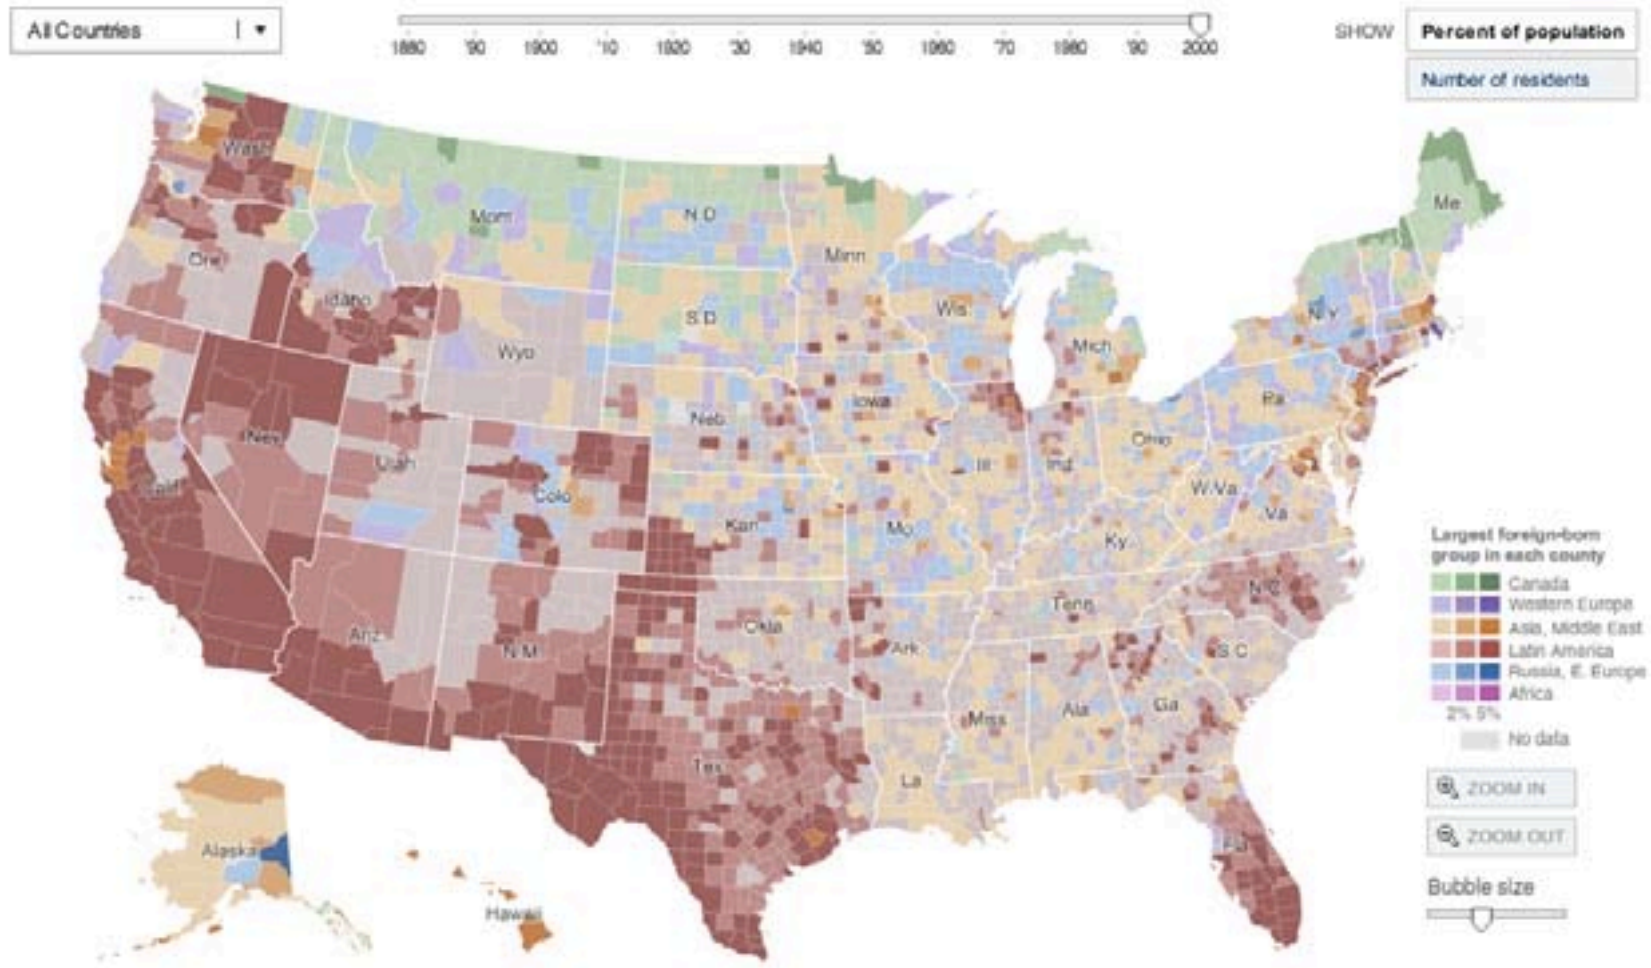 All Countries
1880 '90 1900 '10 1920 '30 1940 '50 1960 '70 1980 '90 2000
SHOW
Percent of population
Number of residents
Wash
Ore
Idaho
Mont
N.D
S.D
Minn
Wis
Mich
N.Y
Me
Wyo
Neb
Iowa
Ill
Ind
Ohio
Pa
W.Va
Va
Nev
Utah
Colo
Calif
Kan
Mo
Ky
Tenn
N.C
S.C
Ariz
N.M
Okla
Ark
Tex
La
Miss
Ala
Ga
Fla
Alaska
Hawaii
Largest foreign-born
group in each county
Canada
Western Europe
Asia, Middle East
Latin America
Russia, E. Europe
Africa
2% 5%
No data
ZOOM IN
ZOOM OUT
Bubble size